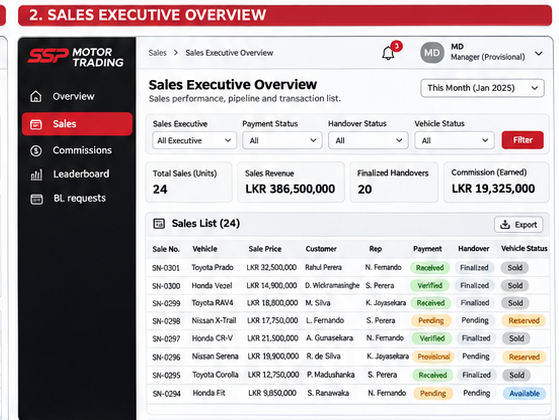 2. SALES EXECUTIVE OVERVIEW
SSP MOTOR TRADING
Overview
Sales
Commissions
Leaderboard
BL requests
Sales > Sales Executive Overview
3
MD
MD
Manager (Provisional)
Sales Executive Overview
Sales performance, pipeline and transaction list.
This Month (Jan 2025)
Sales Executive Payment Status Handover Status Vehicle Status
All Executive All All All Filter
Total Sales (Units) Sales Revenue Finalized Handovers Commission (Earned)
24 LKR 386,500,000 20 LKR 19,325,000
Sales List (24) Export
Sale No. Vehicle Sale Price Customer Rep Payment Handover Vehicle Status
SN-0301 Toyota Prado LKR 32,500,000 Rahul Perera N. Fernando Received Finalized Sold
SN-0300 Honda Vezel LKR 14,900,000 D. Wickramasinghe S. Perera Verified Finalized Sold
SN-0299 Toyota RAV4 LKR 18,800,000 M. Silva K. Joyasekara Received Finalized Sold
SN-0298 Nissan X-Trail LKR 17,750,000 L. Fernando S. Perera Pending Pending Reserved
SN-0297 Honda CR-V LKR 21,500,000 A. Gunasekara N. Fernando Verified Finalized Sold
SN-0296 Nissan Serena LKR 19,900,000 R. de Silva K. Joyasekara Provisional Pending Reserved
SN-0295 Toyota Corolla LKR 12,750,000 P. Madushanka S. Perera Received Finalized Sold
SN-0294 Honda Fit LKR 9,850,000 S. Ranawaka N. Fernando Pending Pending Available